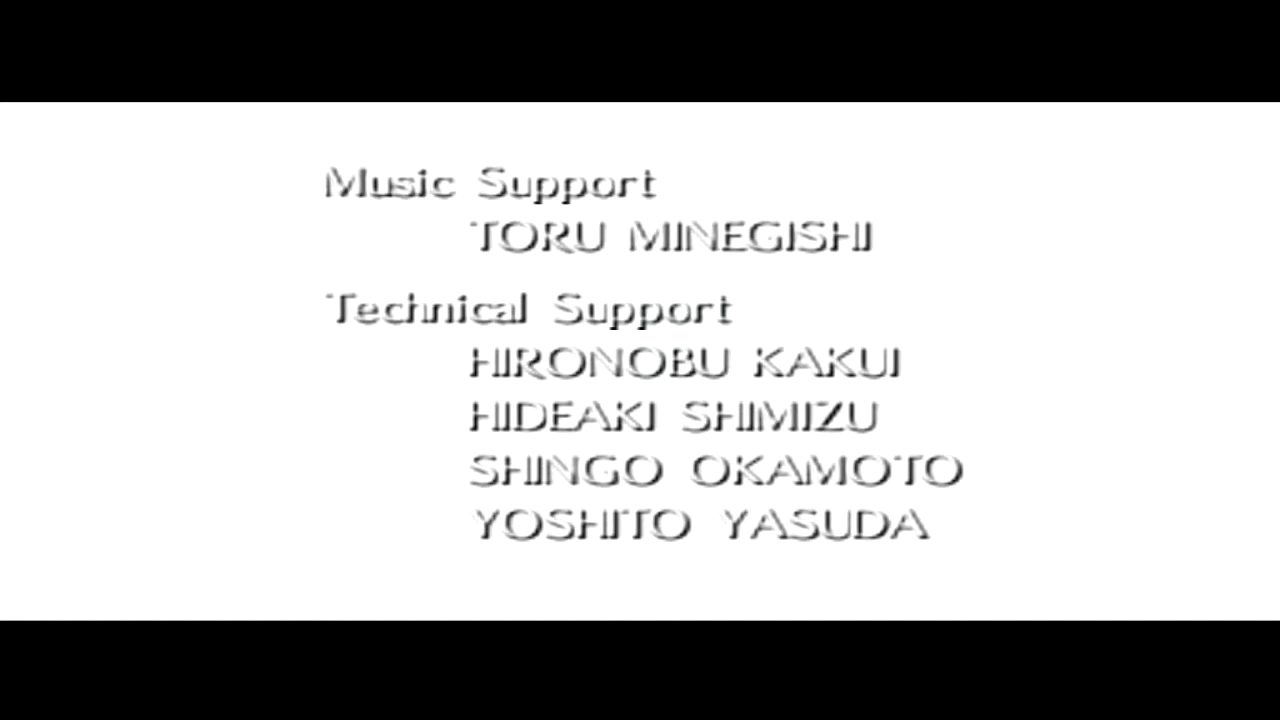 Music Support
TORU MINEGISHI
Technical Support
HIRONOBU KAKUI
HIDEAKI SHIMIZU
SHINGO OKAMOTO
YOSHITO YASUDA